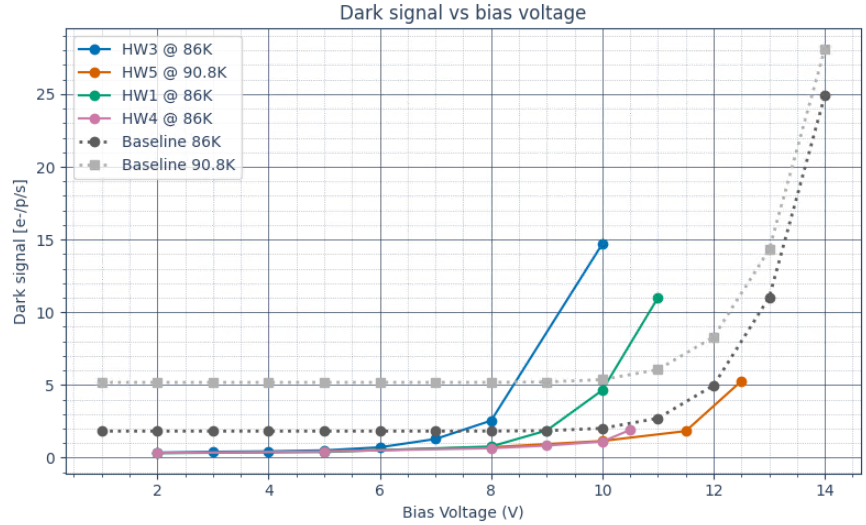 Dark signal vs bias voltage
HW3 @ 86K
HW5 @ 90.8K
HW1 @ 86K
HW4 @ 86K
Baseline 86K
Baseline 90.8K
Dark signal [e-/p/s]
25
20
15
10
5
0
2 4 6 8 10 12 14
Bias Voltage (V)